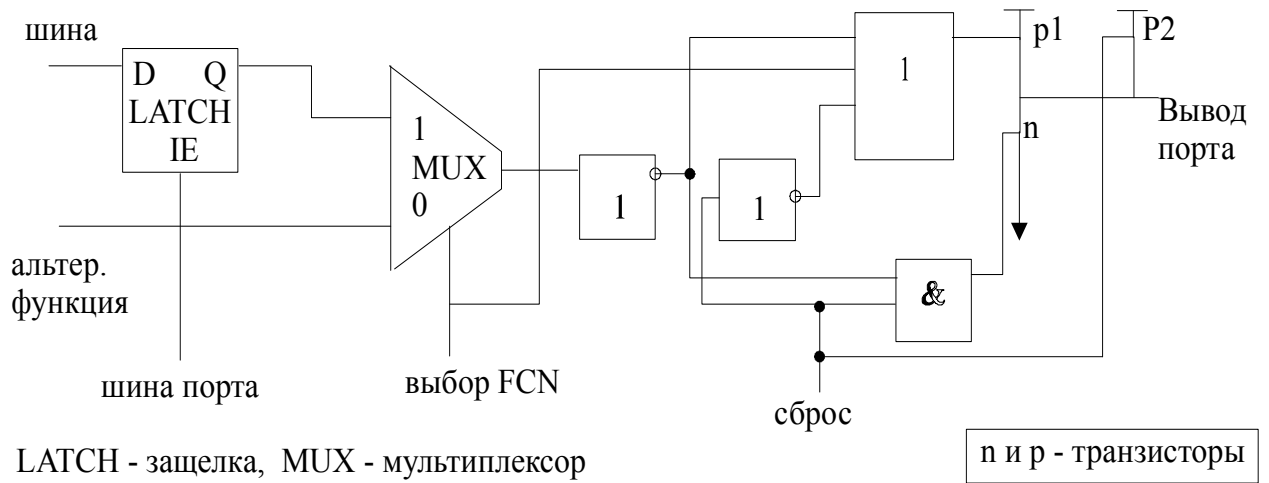 шина
D Q
LATCH
IE
1
MUX
0
1
1
1
&
p1
P2
n
Вывод
порта
альтер.
функция
шина порта
выбор FCN
сброс
LATCH - защелка, MUX - мультиплексор
n и p - транзисторы